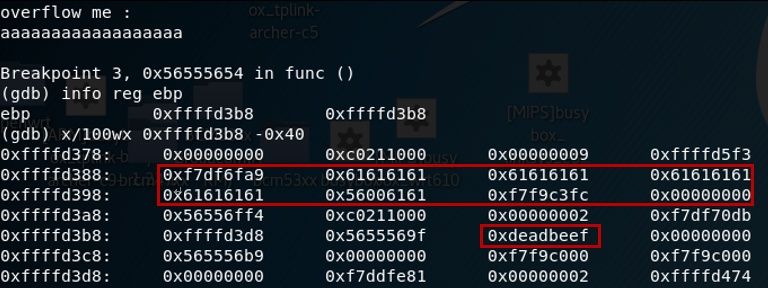 overflow me :
aaaaaaaaaaaaaaaaaa
ox_tplink-
archer-c5
Breakpoint 3, 0x56555654 in func ()
(gdb) info reg ebp
ebp 0xffffd3b8 0xffffd3b8
[MIPS]busy
box_
(gdb) x/100wx 0xffffd3b8 -0x40
0xffffd378: 0x00000000 0xc0211000 0x00000009 0xffffd5f3
0xffffd388: 0xf7df6fa9 0x61616161 0x61616161 0x61616161
0xffffd398: 0x61616161 0x56006161 0xf7f9c3fc 0x00000000
0xffffd3a8: 0x56556ff4 0xc0211000 0x00000002 0xf7df70db
0xffffd3b8: 0xffffd3d8 0x5655569f 0xdeadbeef 0x00000000
0xffffd3c8: 0x565556b9 0x00000000 0xf7f9c000 0xf7f9c000
0xffffd3d8: 0x00000000 0xf7ddfe81 0x00000002 0xffffd474